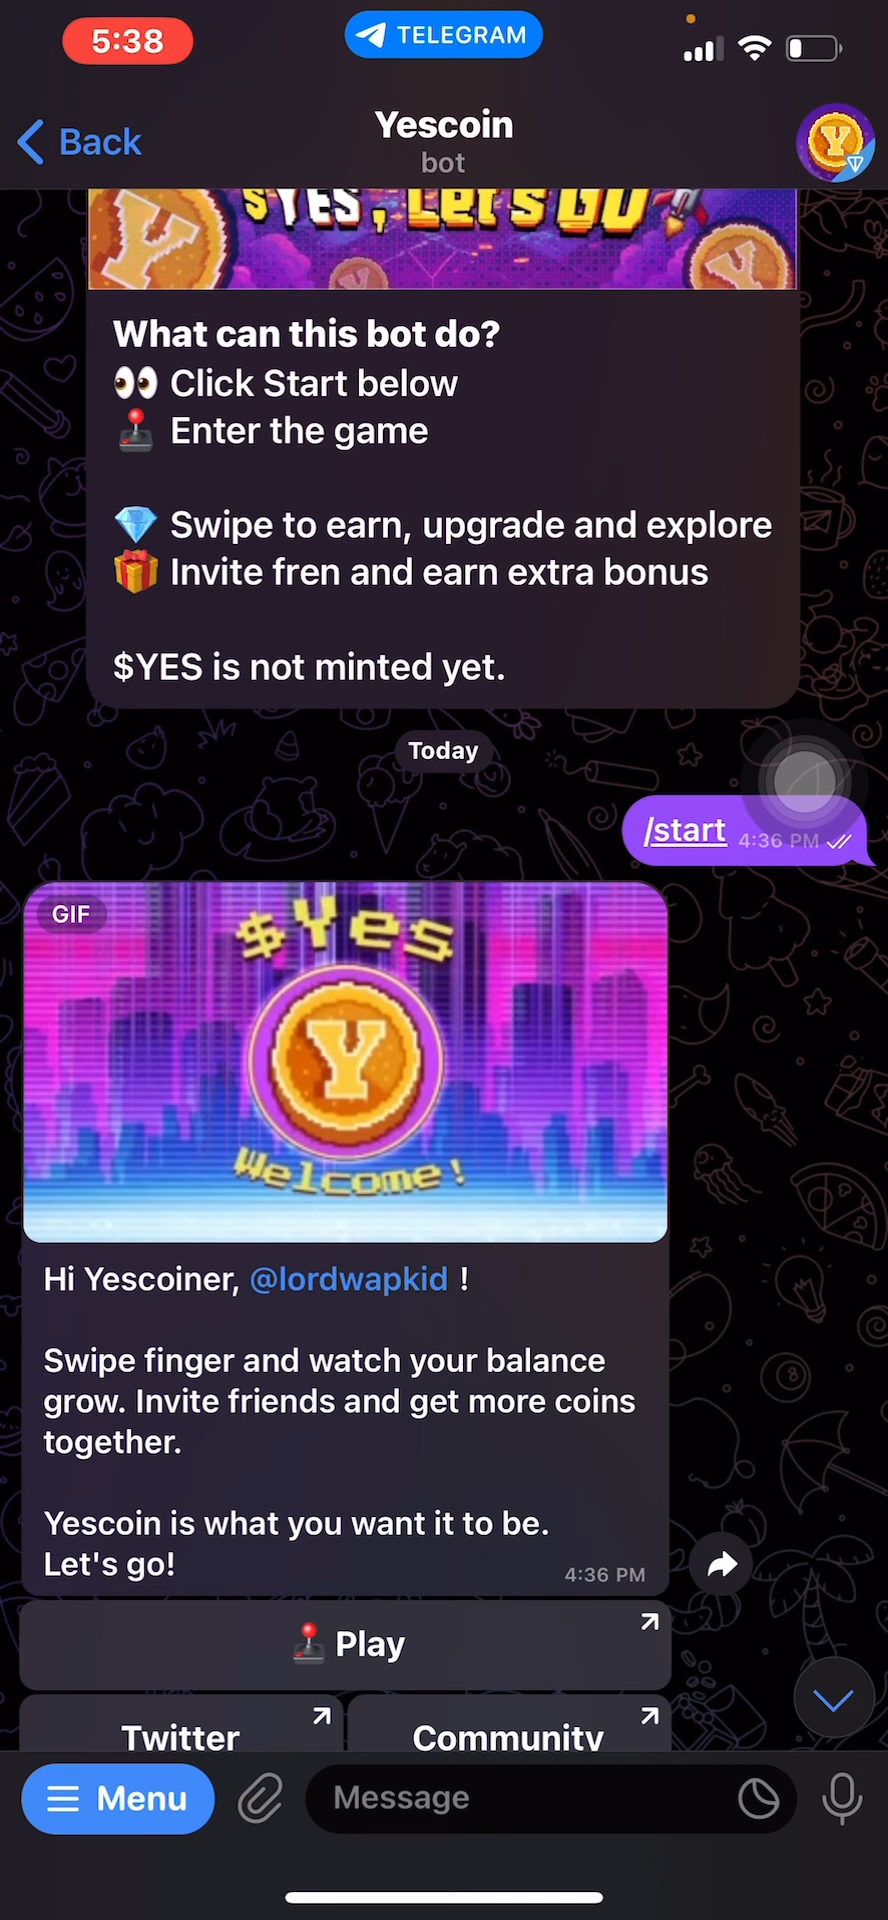 5:38
TELEGRAM
Back
Yescoin
bot
$YES, Let's GO
What can this bot do?
👀 Click Start below
🕹️ Enter the game
💎 Swipe to earn, upgrade and explore
🎁 Invite fren and earn extra bonus
$YES is not minted yet.
Today
/start 4:36 PM
GIF
$Yes
Y
Welcome!
Hi Yescoiner, @lordwapkid !
Swipe finger and watch your balance
grow. Invite friends and get more coins
together.
Yescoin is what you want it to be.
Let's go!
4:36 PM
🕹️ Play
Twitter
Community
Menu
Message